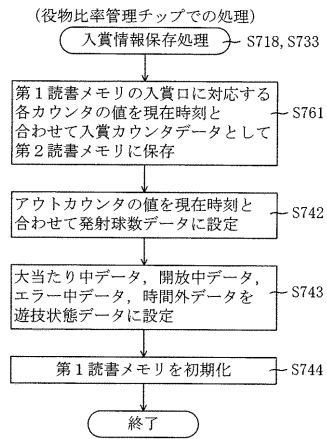 (役物比率管理チップでの処理)
入賞情報保存処理
S718, S733
第1読書メモリの入賞口に対応する
各カウンタの値を現在時刻と
合わせて入賞カウンタデータとして
第2読書メモリに保存
S761
アウトカウンタの値を現在時刻と
合わせて発射球数データに設定
S742
大当たり中データ,開放中データ,
エラー中データ,時間外データを
遊技状態データに設定
S743
第1読書メモリを初期化
S744
終了